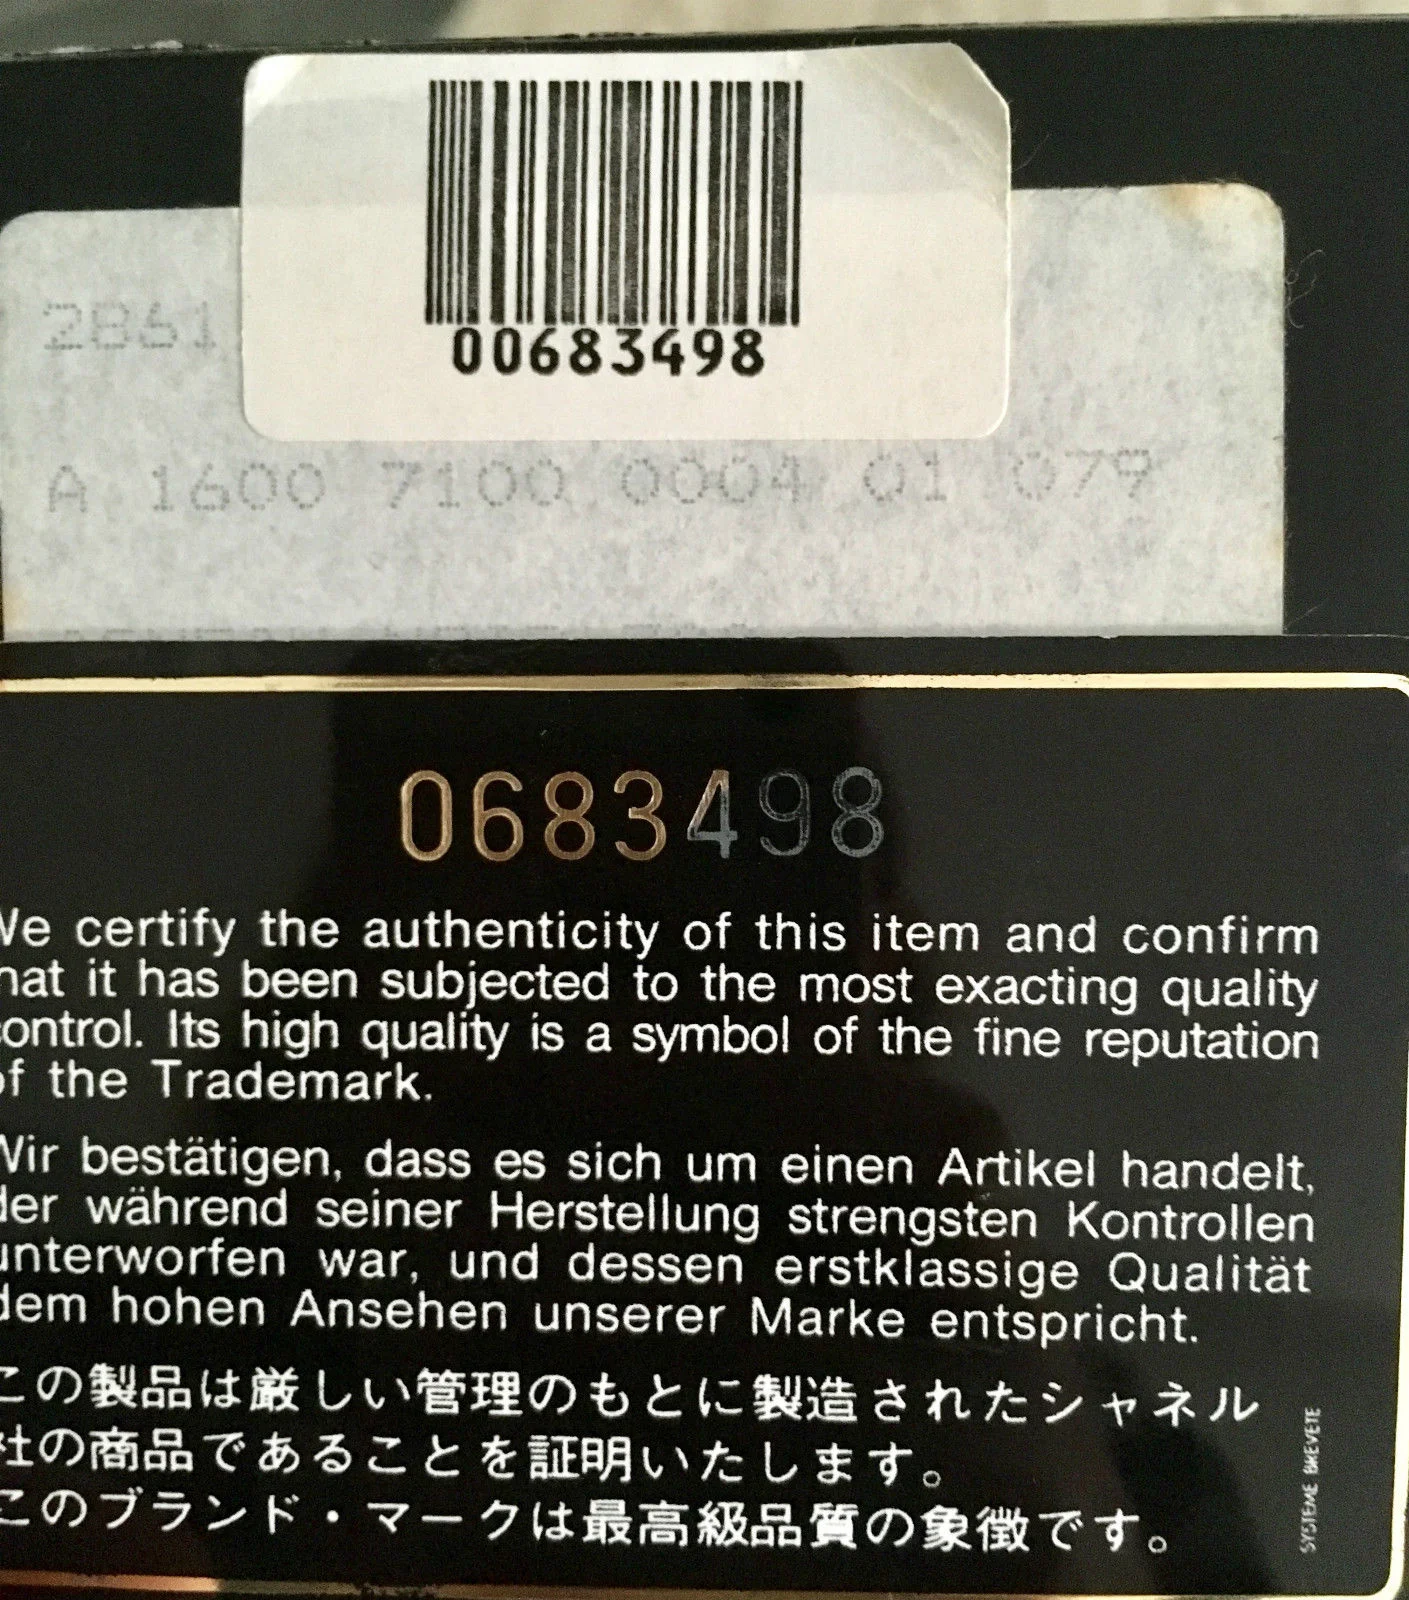 00683498
2861
A 1600 7100 0004 01 079
0683498
We certify the authenticity of this item and confirm
hat it has been subjected to the most exacting quality
ontrol. Its high quality is a symbol of the fine reputation
of the Trademark.
Wir bestätigen, dass es sich um einen Artikel handelt,
der während seiner Herstellung strengsten Kontrollen
unterworfen war, und dessen erstklassige Qualität
dem hohen Ansehen unserer Marke entspricht.
この製品は厳しい管理のもとに製造されたシャネル
社の商品であることを証明いたします。
このブランド・マークは最高級品質の象徴です。
SYSTEME BREVETE